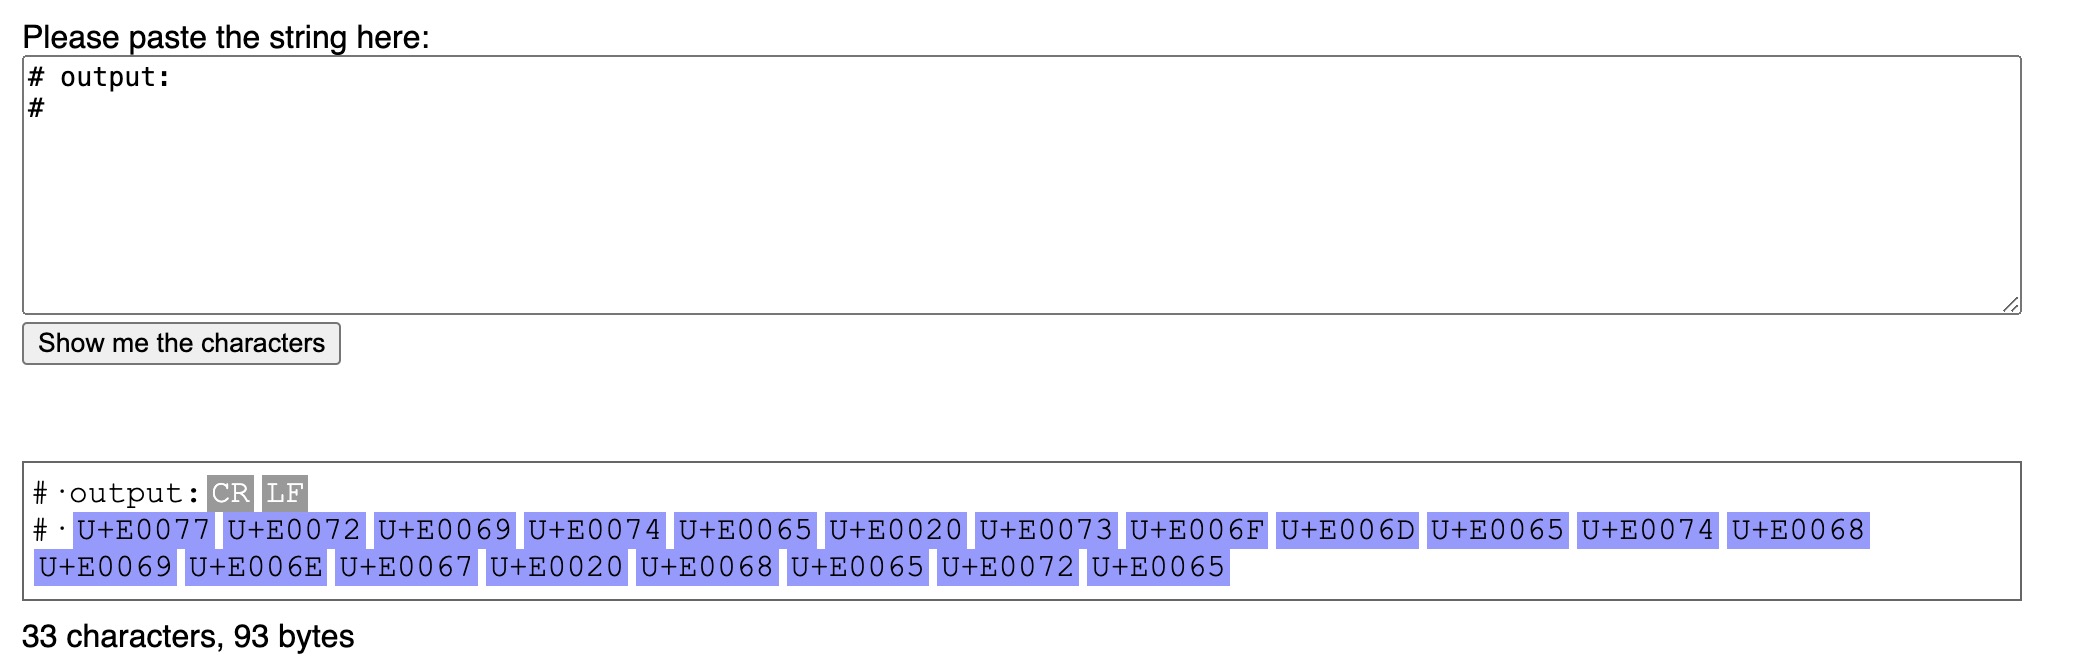 Please paste the string here:
# output:
#
Show me the characters
#·output:CR LF
#·U+E0077 U+E0072 U+E0069 U+E0074 U+E0065 U+E0020 U+E0073 U+E006F U+E006D U+E0065 U+E0074 U+E0068
U+E0069 U+E006E U+E0067 U+E0020 U+E0068 U+E0065 U+E0072 U+E0065
33 characters, 93 bytes